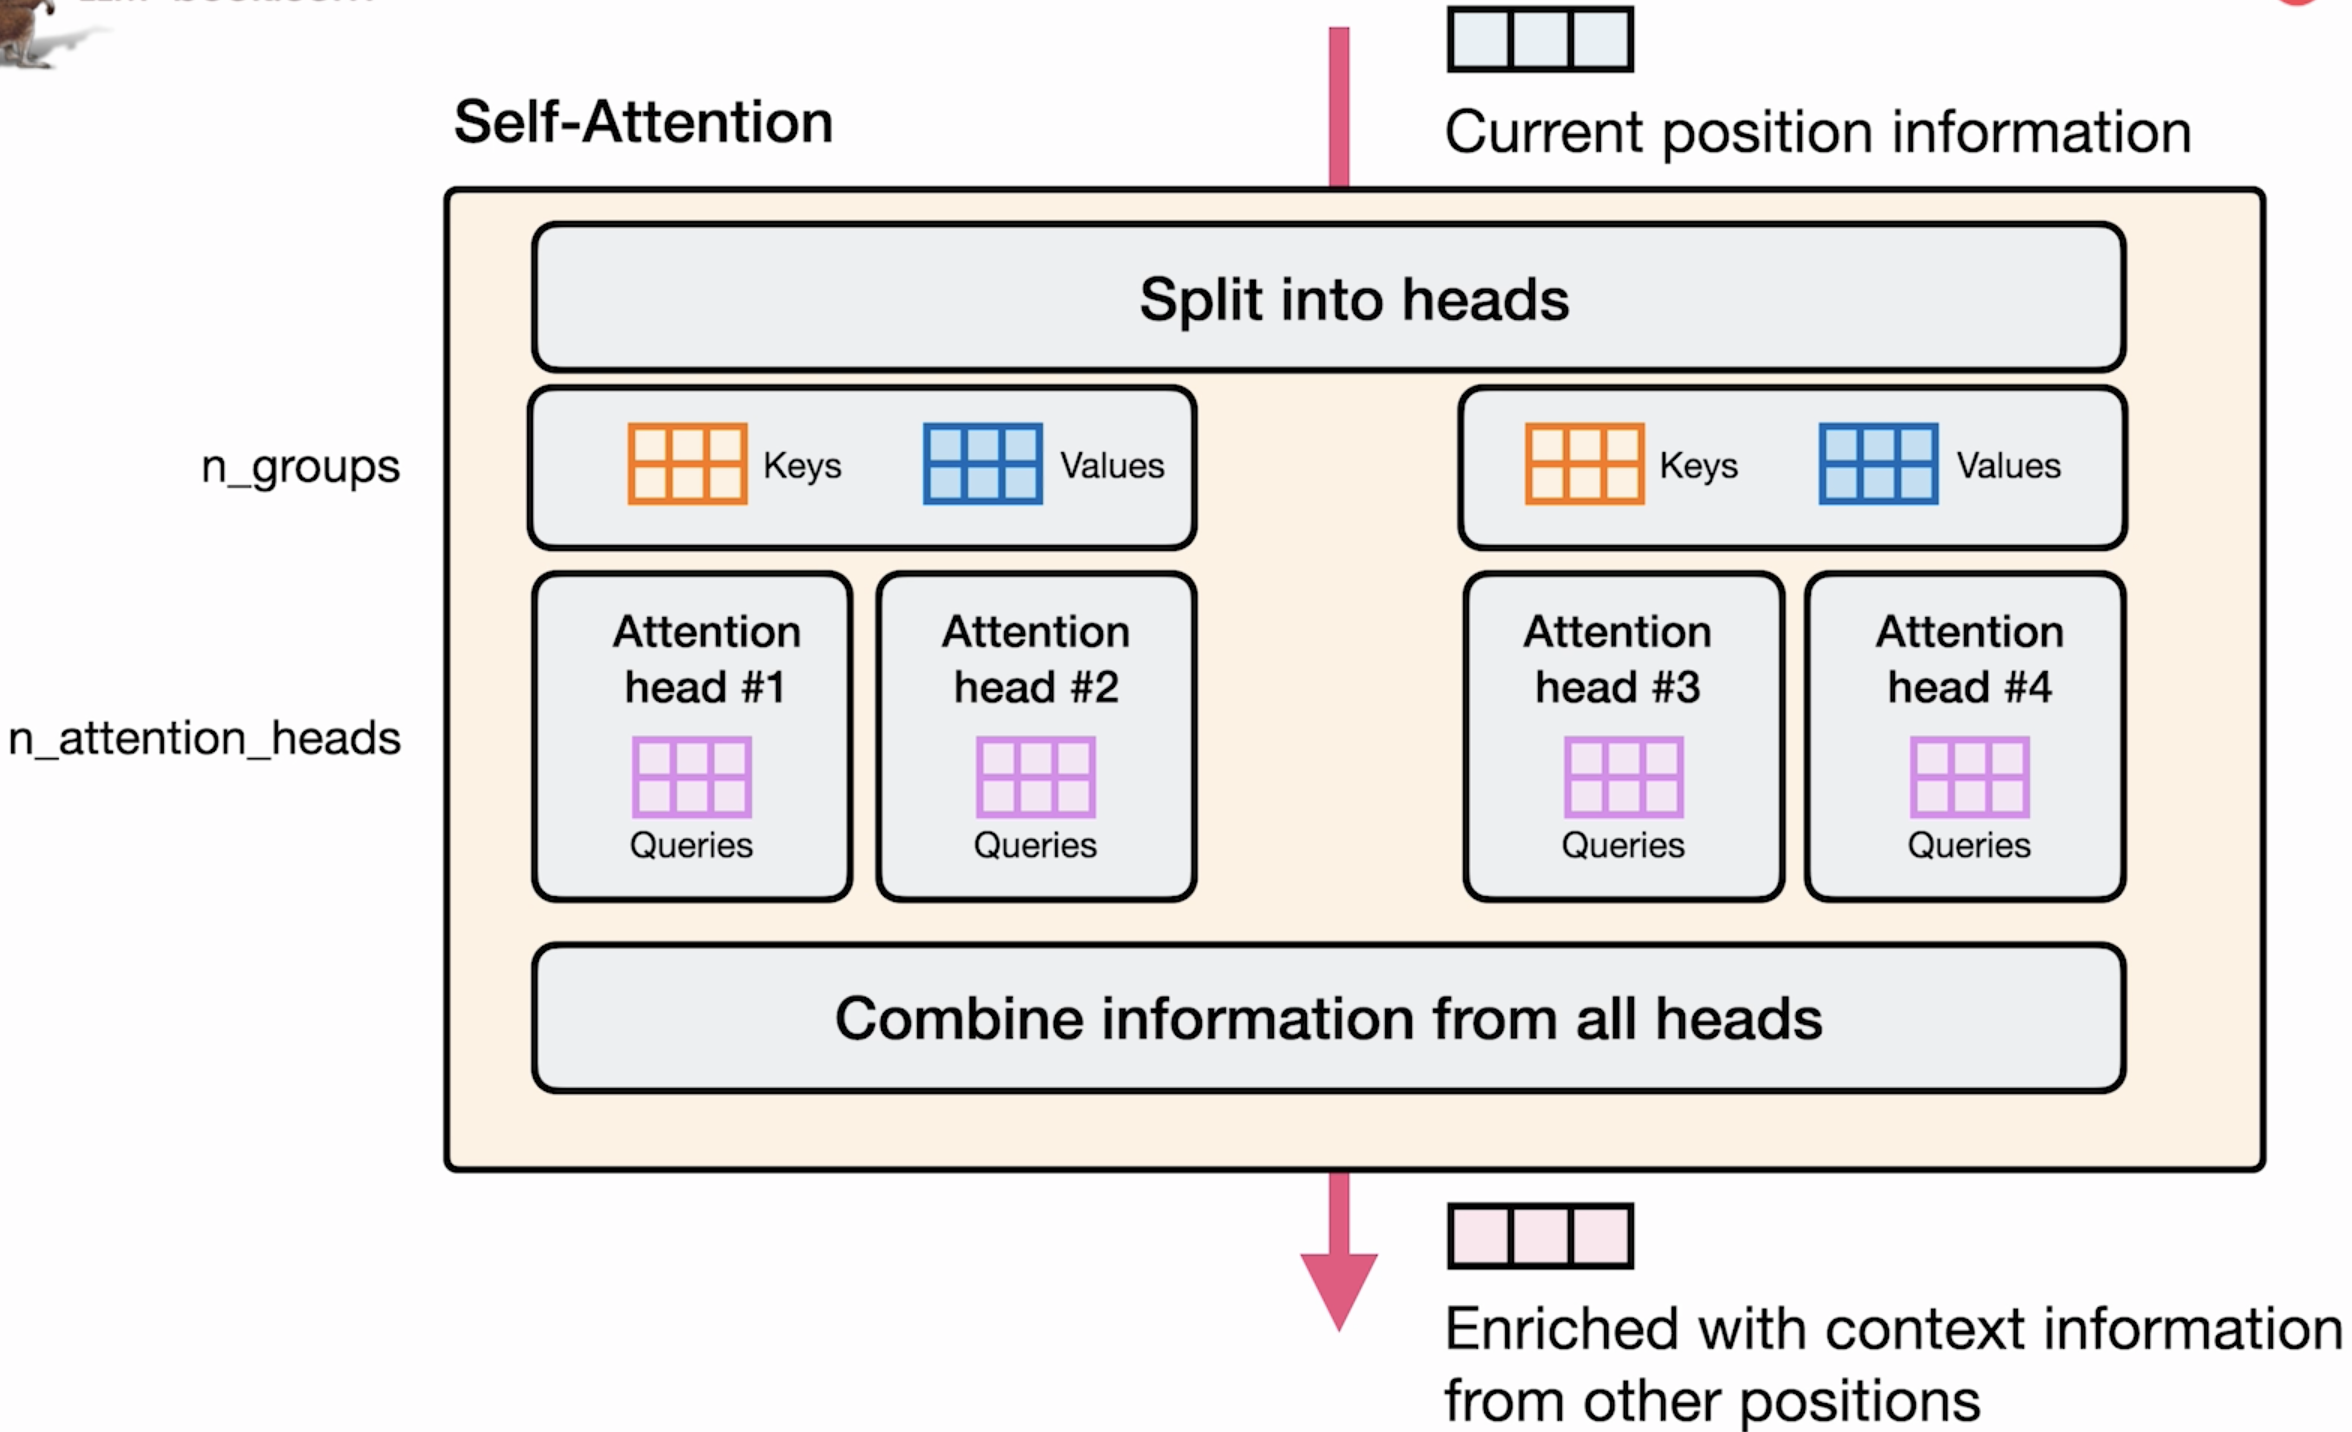 Self-Attention
Current position information
Split into heads
n_groups
Keys
Values
Keys
Values
n_attention_heads
Attention
head #1
Queries
Attention
head #2
Queries
Attention
head #3
Queries
Attention
head #4
Queries
Combine information from all heads
Enriched with context information
from other positions